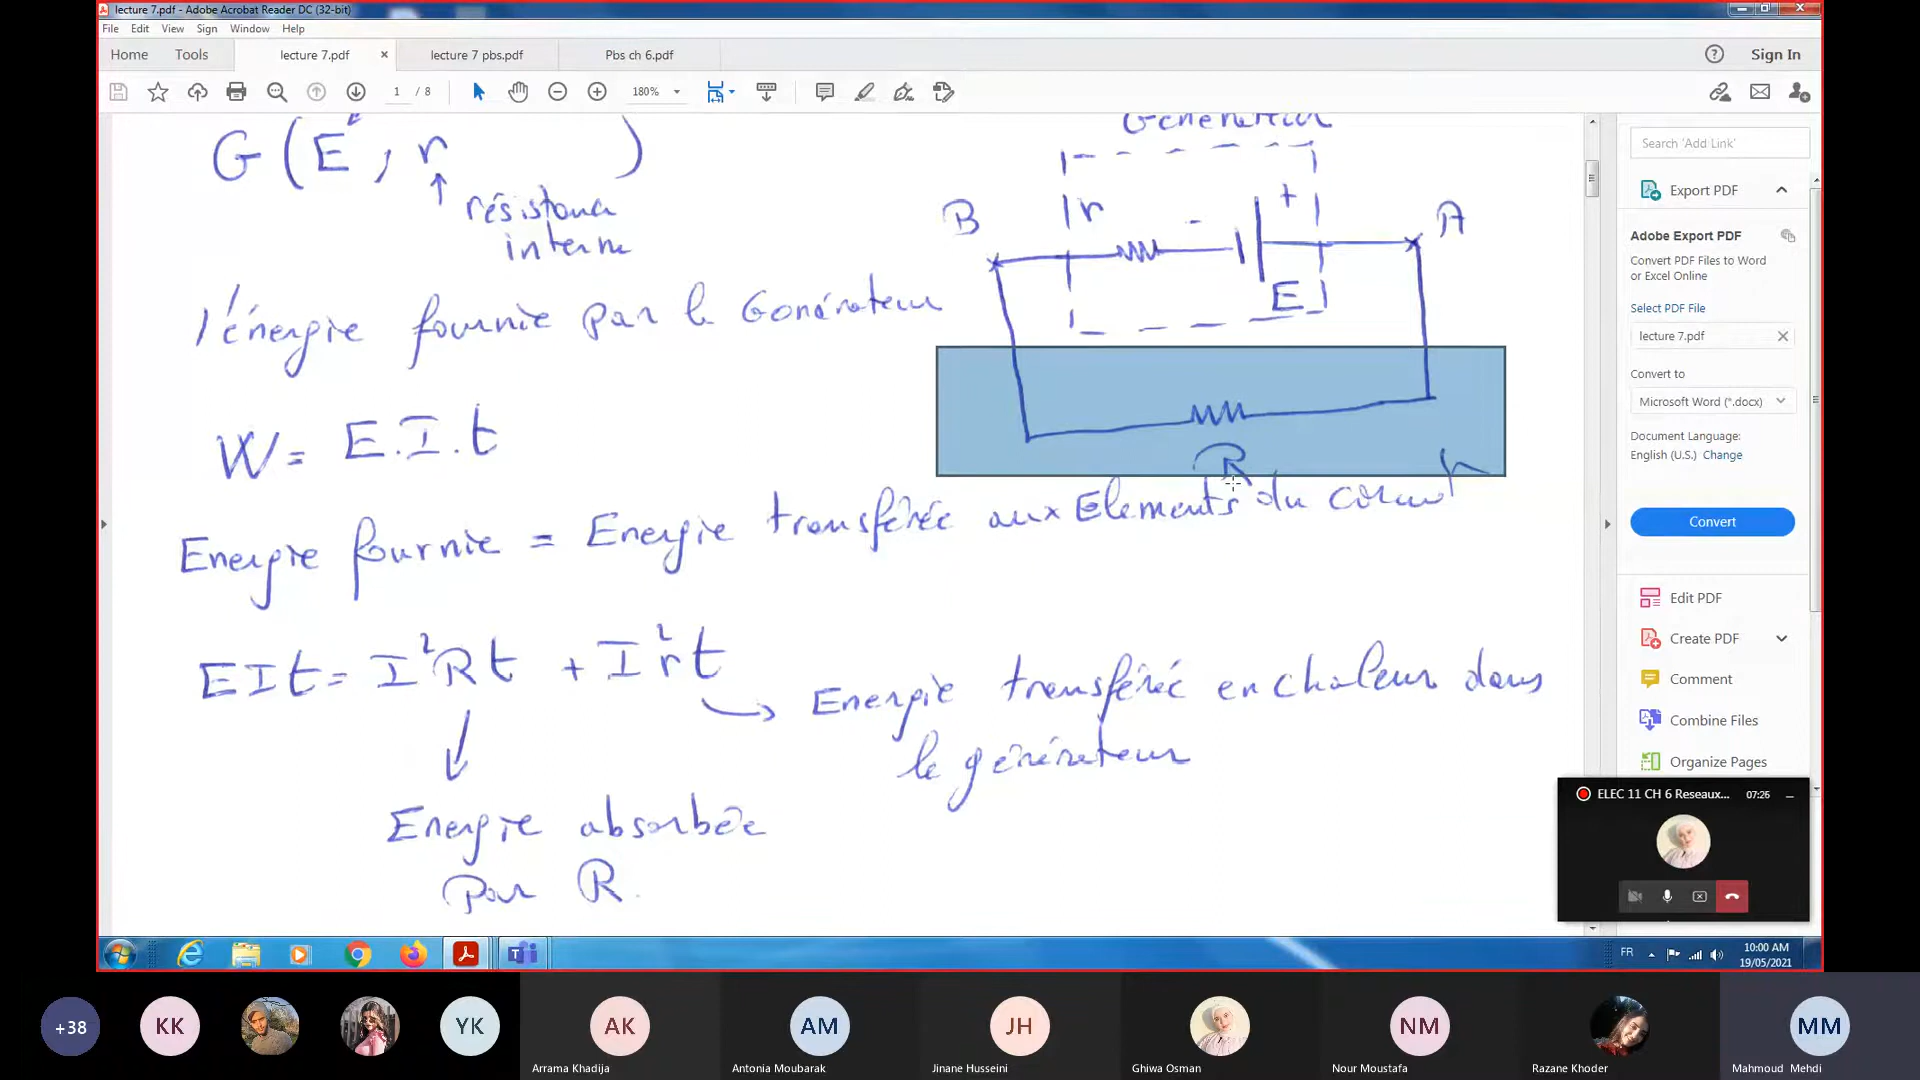 lecture 7.pdf - Adobe Acrobat Reader DC (32-bit)
File Edit View Sign Window Help
Home Tools lecture 7.pdf × lecture 7 pbs.pdf Pbs ch 6.pdf Sign In
1 / 8 180%
Générateur
G (E, r )
résistance
interne
B r - + A
E
l'énergie fournie par le Générateur
W = E.I.t
R
Energie fournie = Energie transférée aux Elements du circuit
EIt = I²Rt + I²rt
Energie transférée en chaleur dans
le générateur
Energie absorbée
par R.
Search 'Add Link'
Export PDF
Adobe Export PDF
Convert PDF Files to Word
or Excel Online
Select PDF File
lecture 7.pdf
Convert to
Microsoft Word (*.docx)
Document Language:
English (U.S.) Change
Convert
Edit PDF
Create PDF
Comment
Combine Files
Organize Pages
ELEC 11 CH 6 Reseaux... 07:26
FR 10:00 AM
19/05/2021
+38 KK YK AK AM JH NM MM
Arrama Khadija Antonia Moubarak Jinane Husseini Ghiwa Osman Nour Moustafa Razane Khoder Mahmoud Mehdi